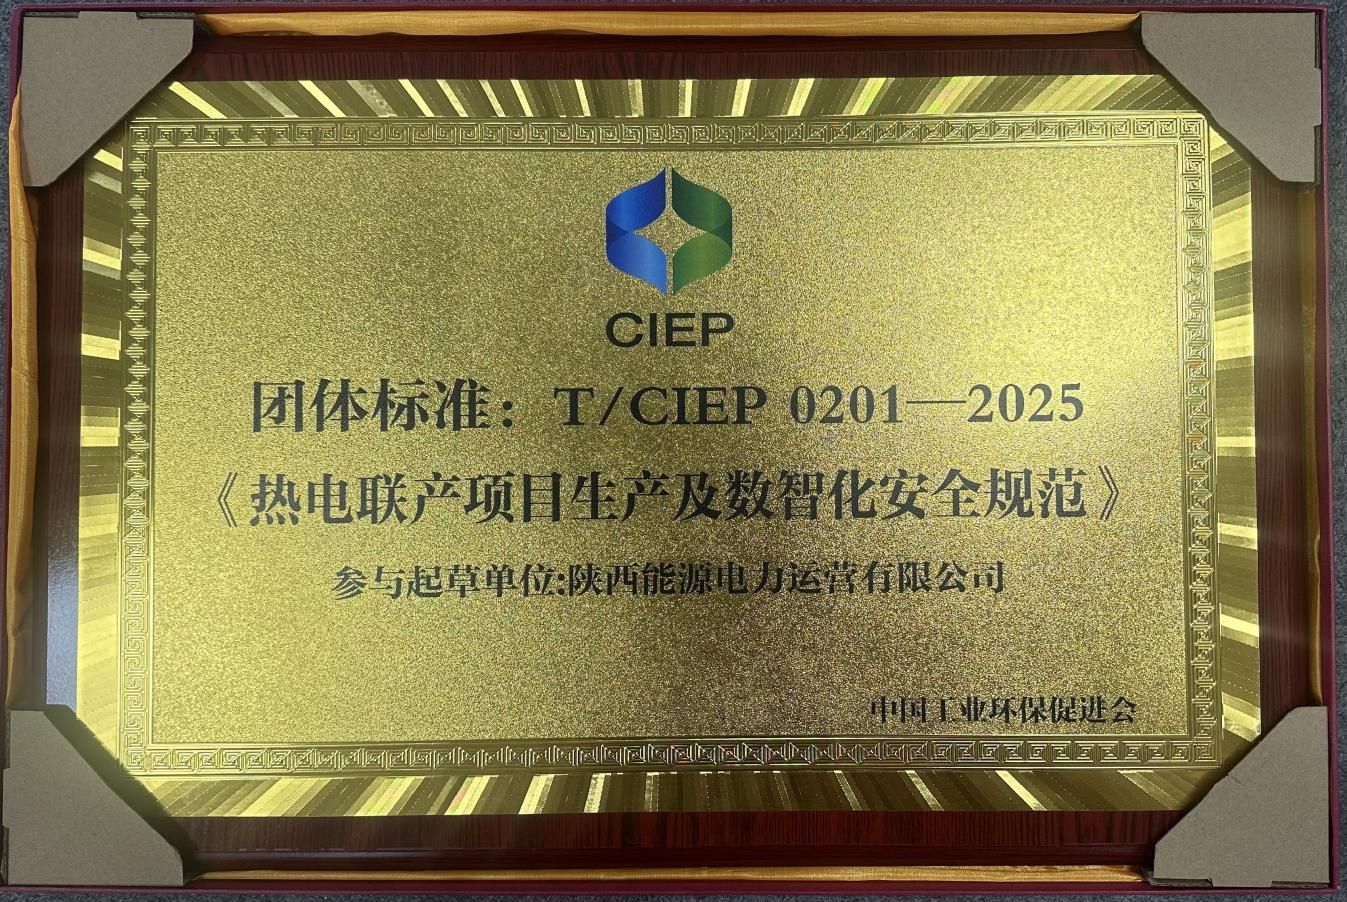 CIEP
团体标准：T/CIEP 0201—2025
《热电联产项目生产及数智化安全规范》
参与起草单位:陕西能源电力运营有限公司
中国工业环保促进会